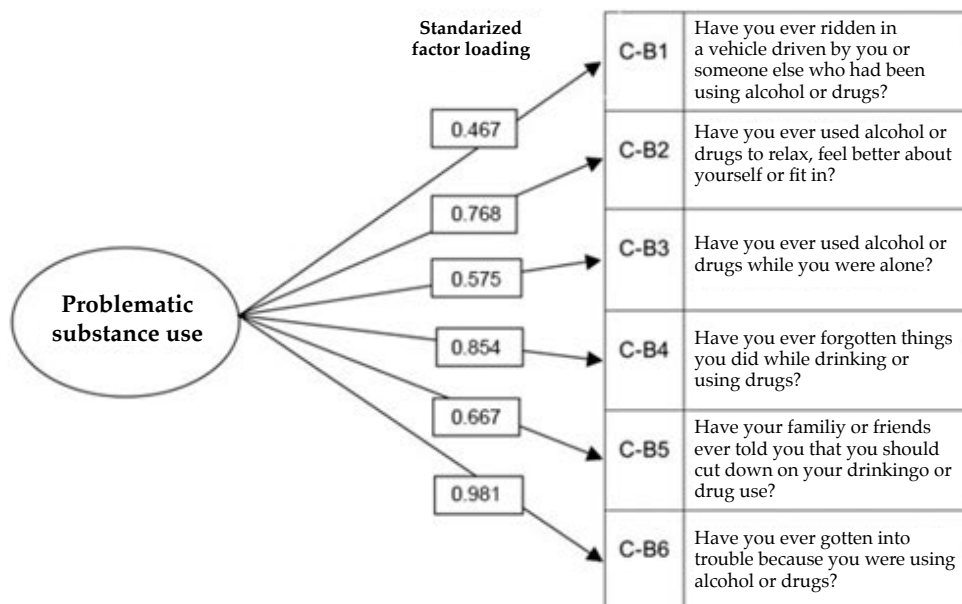 Standarized
factor loading
Problematic
substance use
0.467
0.768
0.575
0.854
0.667
0.981
C-B1
Have you ever ridden in
a vehicle driven by you or
someone else who had been
using alcohol or drugs?
C-B2
Have you ever used alcohol or
drugs to relax, feel better about
yourself or fit in?
C-B3
Have you ever used alcohol or
drugs while you were alone?
C-B4
Have you ever forgotten things
you did while drinking or
using drugs?
C-B5
Have your familiy or friends
ever told you that you should
cut down on your drinkingo or
drug use?
C-B6
Have you ever gotten into
trouble because you were using
alcohol or drugs?